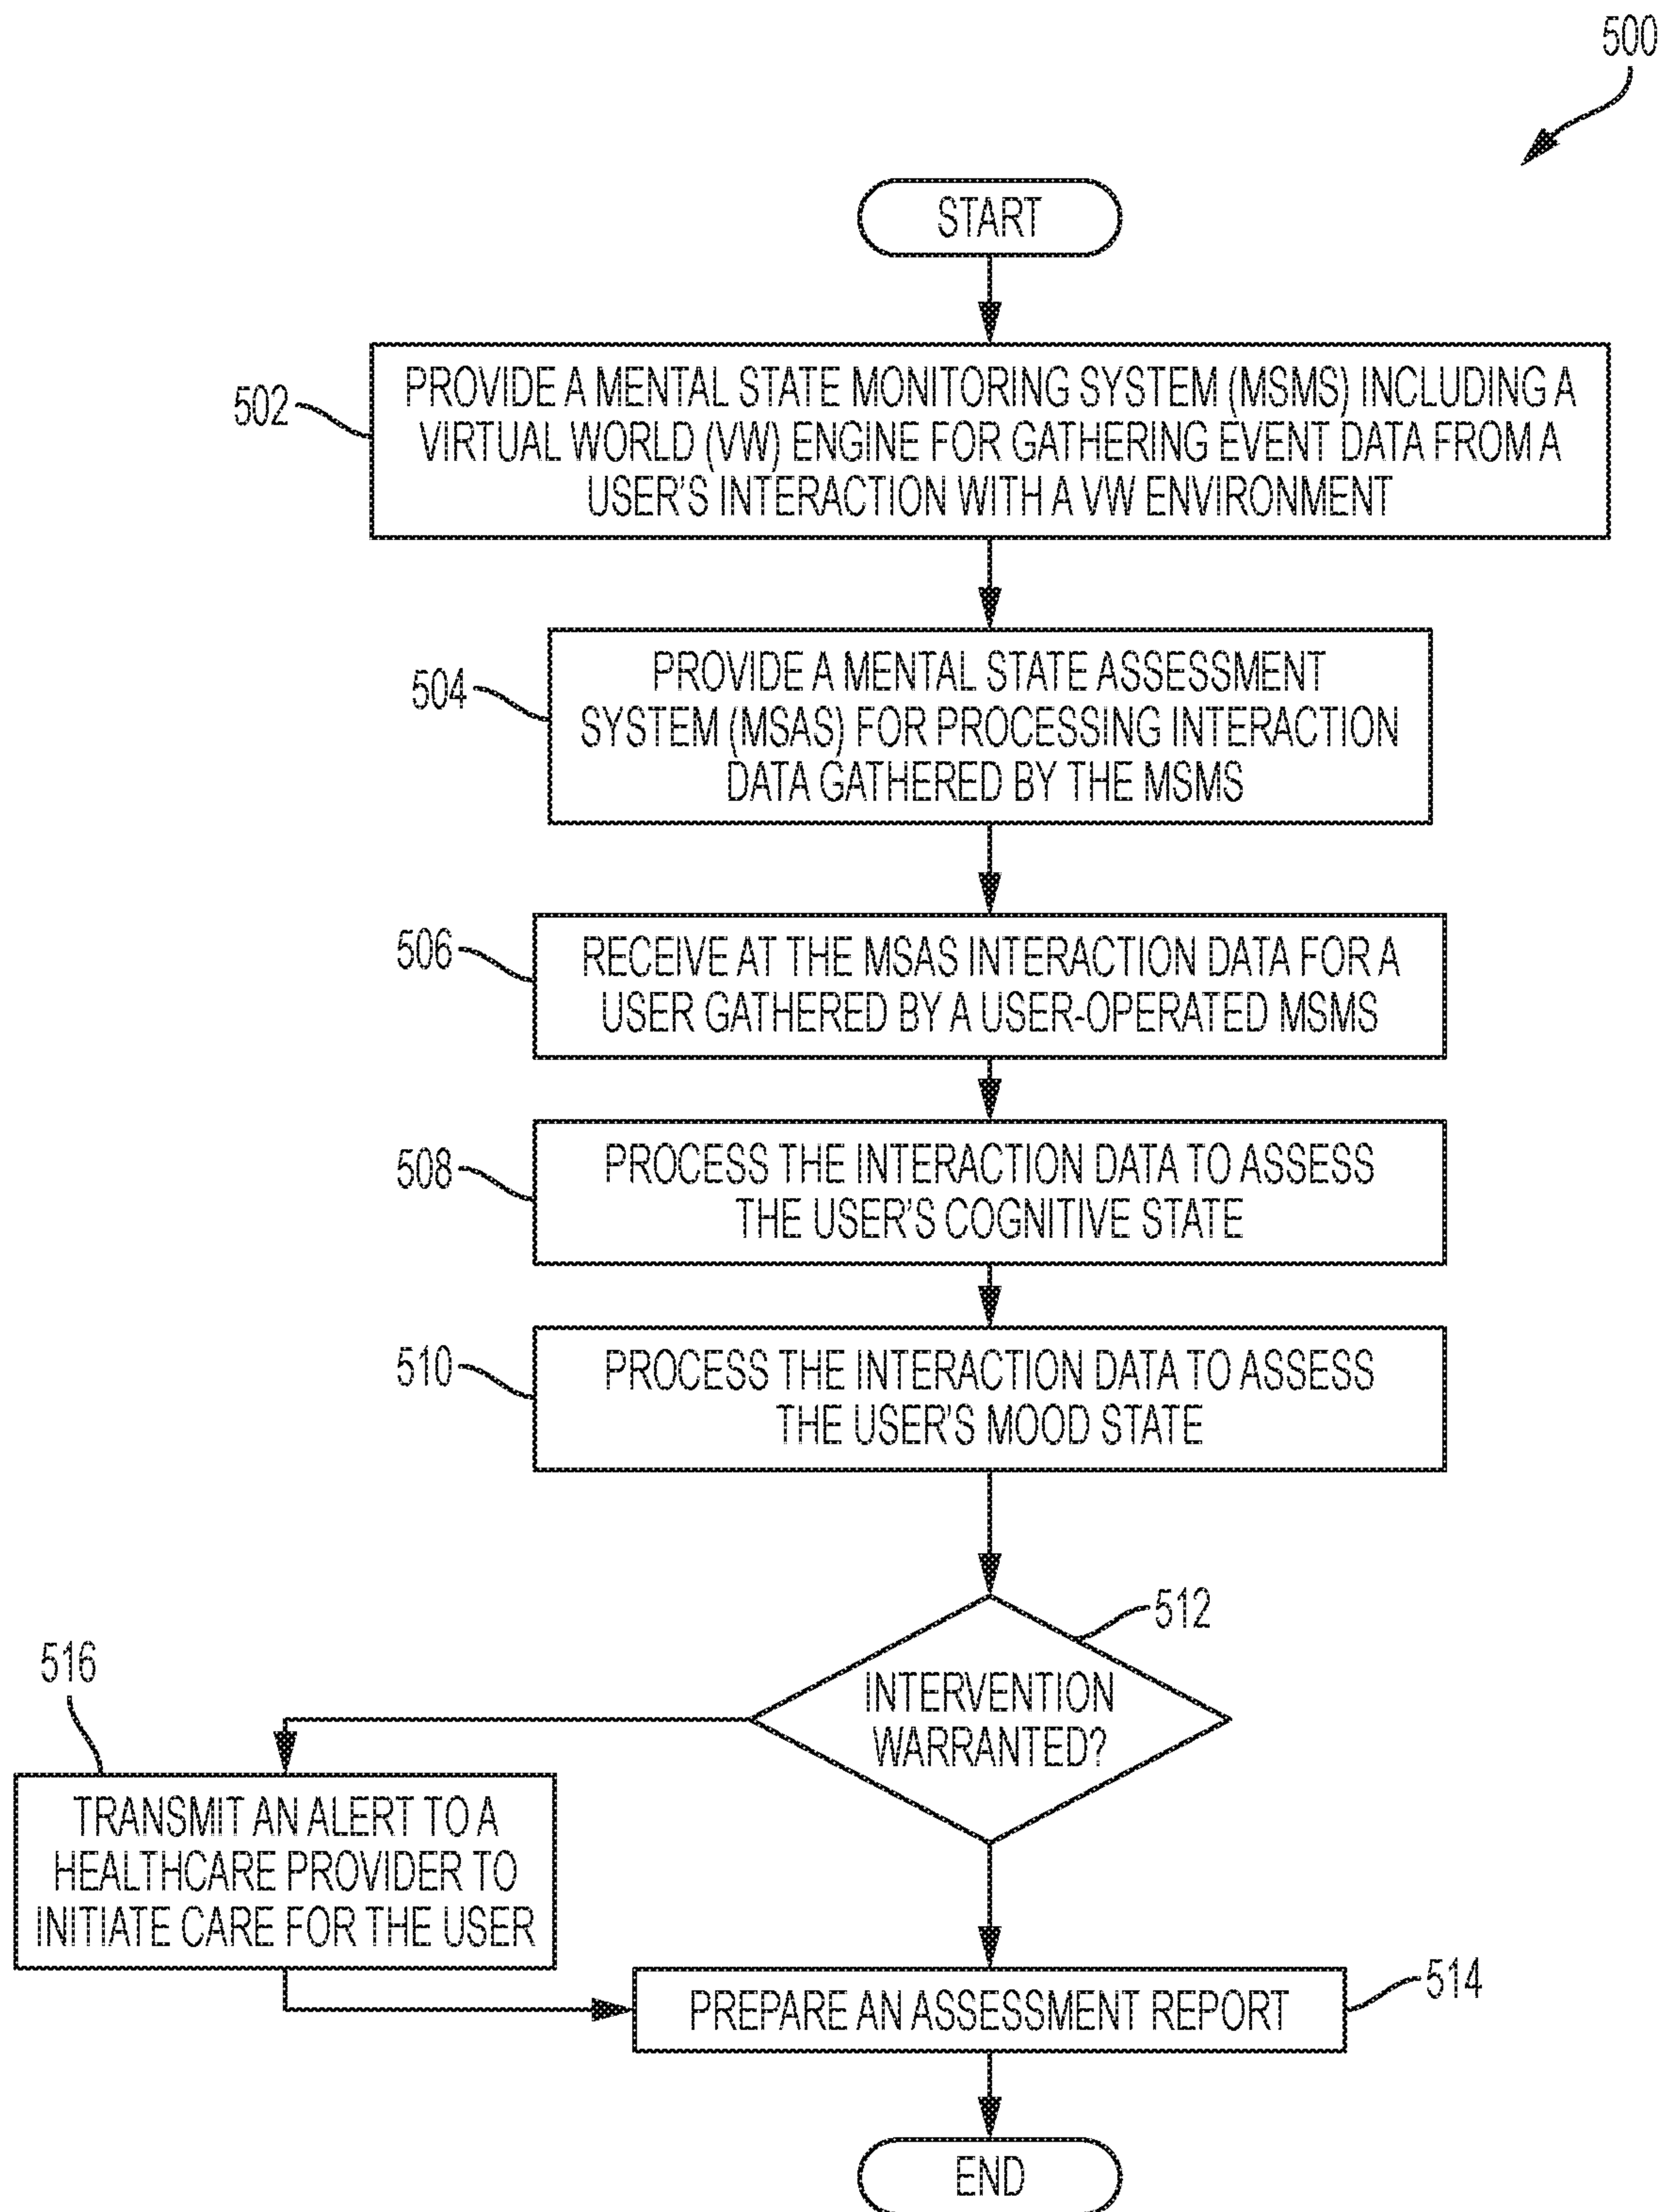 500
START
502
PROVIDE A MENTAL STATE MONITORING SYSTEM (MSMS) INCLUDING A
VIRTUAL WORLD (VW) ENGINE FOR GATHERING EVENT DATA FROM A
USER'S INTERACTION WITH A VW ENVIRONMENT
504
PROVIDE A MENTAL STATE ASSESSMENT
SYSTEM (MSAS) FOR PROCESSING INTERACTION
DATA GATHERED BY THE MSMS
506
RECEIVE AT THE MSAS INTERACTION DATA FOR A
USER GATHERED BY A USER-OPERATED MSMS
508
PROCESS THE INTERACTION DATA TO ASSESS
THE USER'S COGNITIVE STATE
510
PROCESS THE INTERACTION DATA TO ASSESS
THE USER'S MOOD STATE
512
INTERVENTION
WARRANTED?
516
TRANSMIT AN ALERT TO A
HEALTHCARE PROVIDER TO
INITIATE CARE FOR THE USER
514
PREPARE AN ASSESSMENT REPORT
END